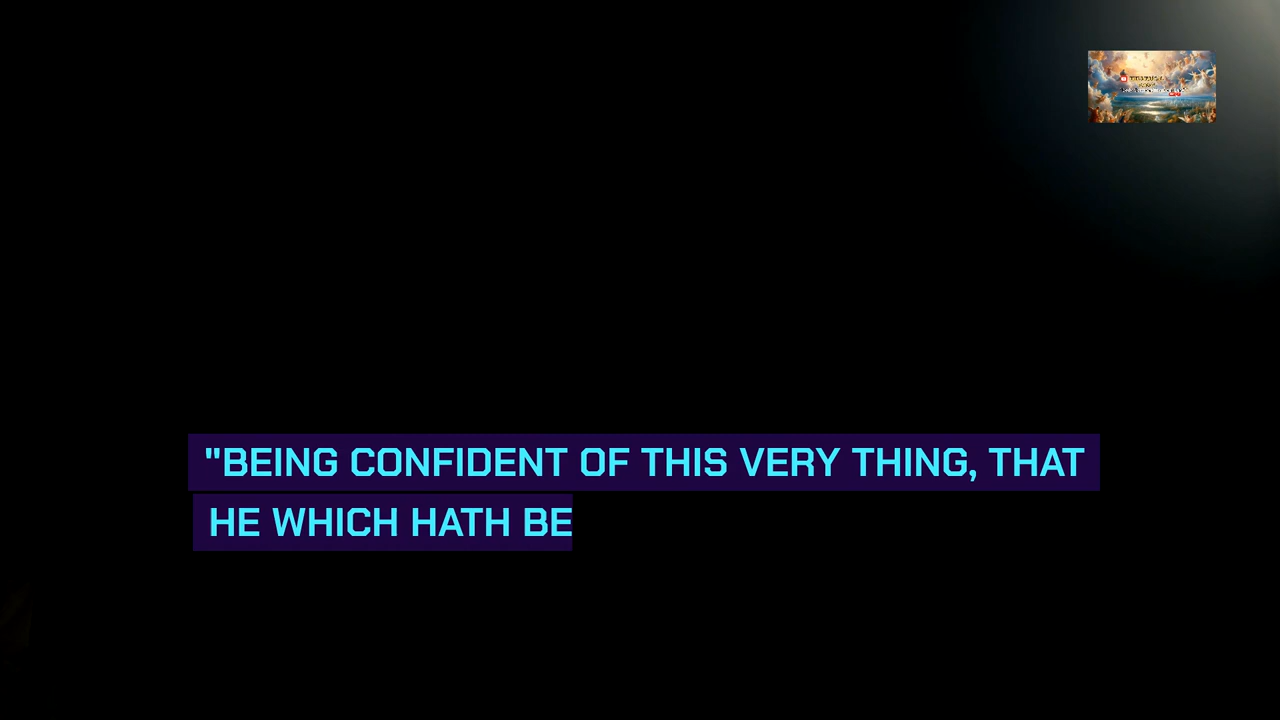 "BEING CONFIDENT OF THIS VERY THING, THAT
HE WHICH HATH BE